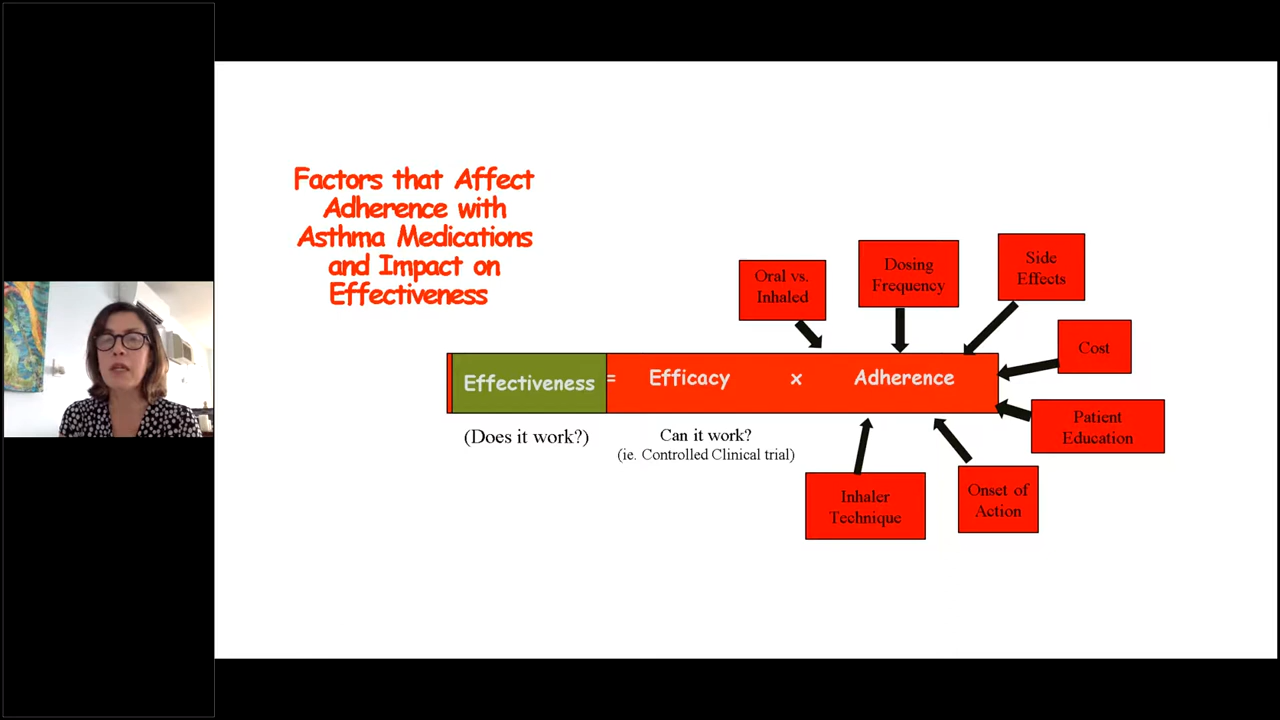 Factors that Affect
Adherence with
Asthma Medications
and Impact on
Effectiveness
Oral vs.
Inhaled
Dosing
Frequency
Side
Effects
Cost
Patient
Education
Onset of
Action
Inhaler
Technique
Effectiveness = Efficacy x Adherence
(Does it work?)
Can it work?
(ie. Controlled Clinical trial)